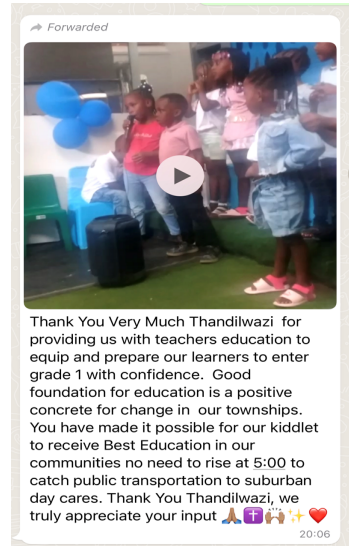 Forwarded
Thank You Very Much Thandilwazi for
providing us with teachers education to
equip and prepare our learners to enter
grade 1 with confidence. Good
foundation for education is a positive
concrete for change in our townships.
You have made it possible for our kiddlet
to receive Best Education in our
communities no need to rise at 5:00 to
catch public transportation to suburban
day cares. Thank You Thandilwazi, we
truly appreciate your input 🙏🏽✝️🙌🏽✨❤️
20:06